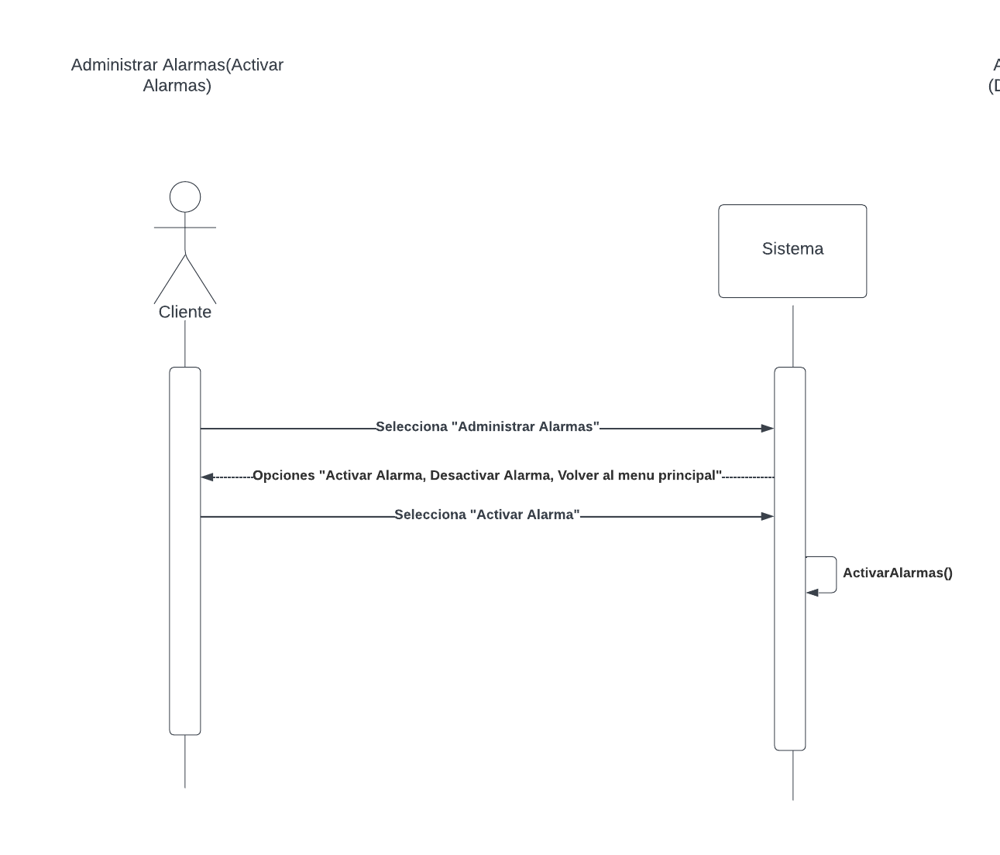 Administrar Alarmas(Activar
Alarmas)
Sistema
Cliente
Selecciona "Administrar Alarmas"
Opciones "Activar Alarma, Desactivar Alarma, Volver al menu principal"
Selecciona "Activar Alarma"
ActivarAlarmas()